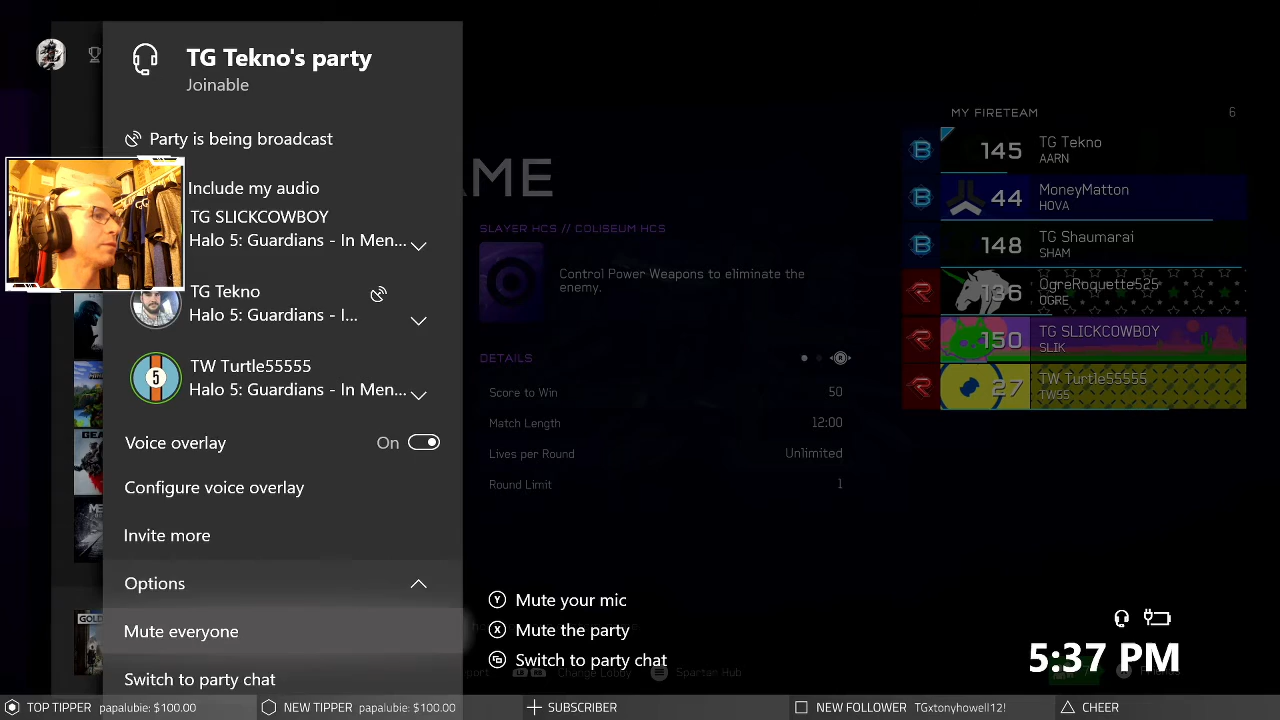 TG Tekno's party
Joinable
Party is being broadcast
Include my audio
TG SLICKCOWBOY
Halo 5: Guardians - In Men...
TG Tekno
Halo 5: Guardians - I...
5
TW Turtle55555
Halo 5: Guardians - In Men...
Voice overlay On
Configure voice overlay
Invite more
Options
Mute everyone
Switch to party chat
AME
SLAYER HCS // COLISEUM HCS
Control Power Weapons to eliminate the
enemy.
DETAILS
Score to Win 50
Match Length 12:00
Lives per Round Unlimited
Round Limit 1
MY FIRETEAM 6
145 TG Tekno
AARN
44 MoneyMatton
HOVA
148 TG Shaumarai
SHAM
136 OgreRoquette525
OGRE
150 TG SLICKCOWBOY
SLIK
27 TW Turtle55555
TW55
Y Mute your mic
X Mute the party
Switch to party chat
Change Lobby
Spartan Hub
5:37 PM
TOP TIPPER papalubie: $100.00
NEW TIPPER papalubie: $100.00
SUBSCRIBER
NEW FOLLOWER TGxtonyhowell12!
CHEER